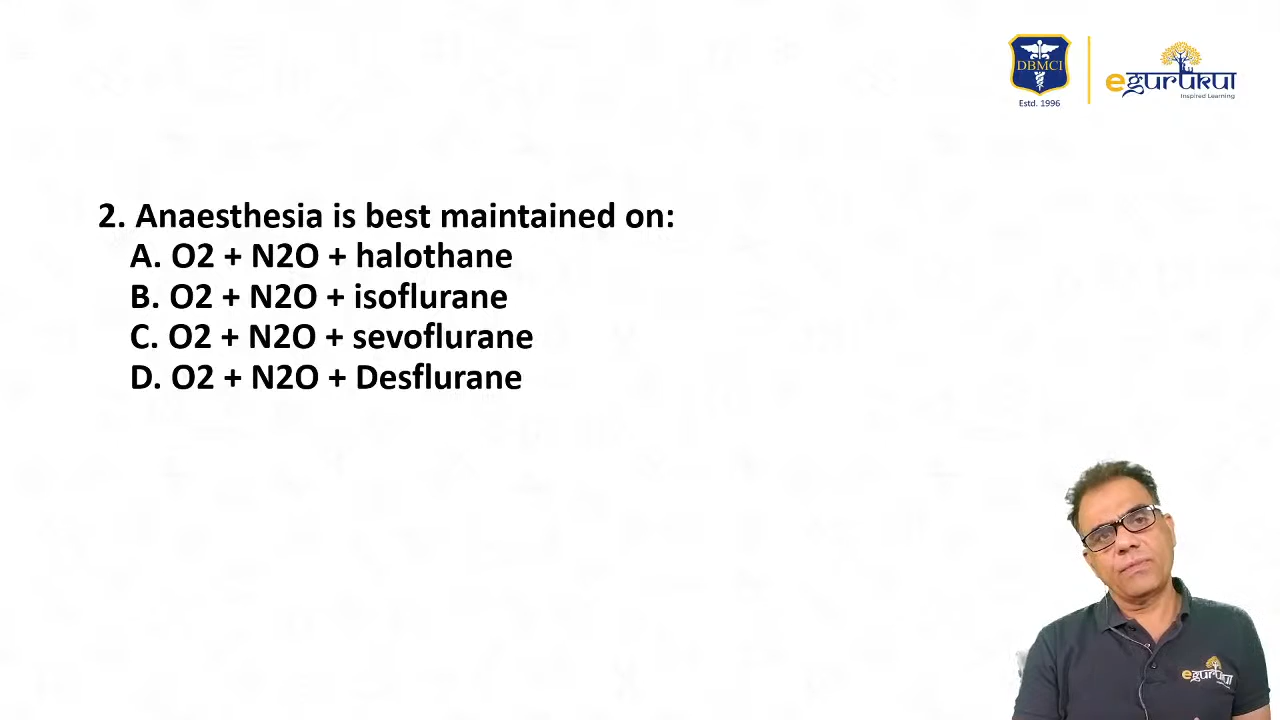 DBMCI
Estd. 1996
egurukul
Inspired Learning
2. Anaesthesia is best maintained on:
A. O2 + N2O + halothane
B. O2 + N2O + isoflurane
C. O2 + N2O + sevoflurane
D. O2 + N2O + Desflurane
egurukul